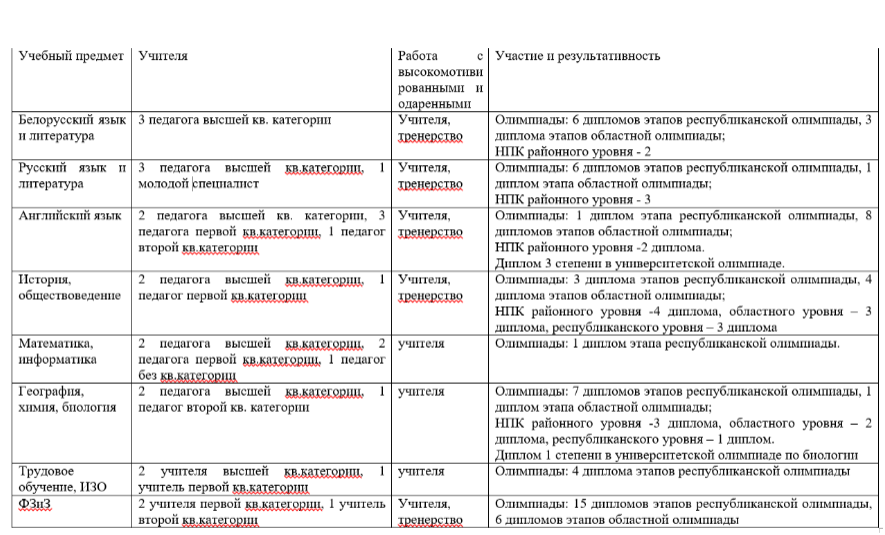 Учебный предмет
Учителя
Работа с
высокомотиви
рованными и
одаренными
Участие и результативность
Белорусский язык
и литература
3 педагога высшей кв. категории
Учителя,
тренерство
Олимпиады: 6 дипломов этапов республиканской олимпиады, 3
диплома этапов областной олимпиады;
НПК районного уровня - 2
Русский язык и
литература
3 педагога высшей кв.категории, 1
молодой специалист
Учителя,
тренерство
Олимпиады: 6 дипломов этапов республиканской олимпиады, 1
диплом этапа областной олимпиады;
НПК районного уровня - 3
Английский язык
2 педагога высшей кв. категории, 3
педагога первой кв.категории, 1 педагог
второй кв.категории
Учителя,
тренерство
Олимпиады: 1 диплом этапа республиканской олимпиады, 8
дипломов этапов областной олимпиады;
НПК районного уровня -2 диплома.
Диплом 3 степени в университетской олимпиаде.
История,
обществоведение
2 педагога высшей кв.категории, 1
педагог первой кв.категории
Учителя,
тренерство
Олимпиады: 3 диплома этапов республиканской олимпиады, 4
диплома этапов областной олимпиады;
НПК районного уровня -4 диплома, областного уровня – 3
диплома, республиканского уровня – 3 диплома
Математика,
информатика
2 педагога высшей кв.категории, 2
педагога первой кв.категории, 1 педагог
без кв.категории
учителя
Олимпиады: 1 диплом этапа республиканской олимпиады.
География,
химия, биология
2 педагога высшей кв.категории, 1
педагог второй кв. категории
учителя
Олимпиады: 7 дипломов этапов республиканской олимпиады, 1
диплом этапа областной олимпиады;
НПК районного уровня -3 диплома, областного уровня – 2
диплома, республиканского уровня – 1 диплом.
Диплом 1 степени в университетской олимпиаде по биологии
Трудовое
обучение, ИЗО
2 учителя высшей кв.категории, 1
учитель первой кв.категории
учителя
Олимпиады: 4 диплома этапов республиканской олимпиады
ФЗиЗ
2 учителя первой кв.категории, 1 учитель
второй кв.категории
Учителя,
тренерство
Олимпиады: 15 дипломов этапов республиканской олимпиады,
6 дипломов этапов областной олимпиады